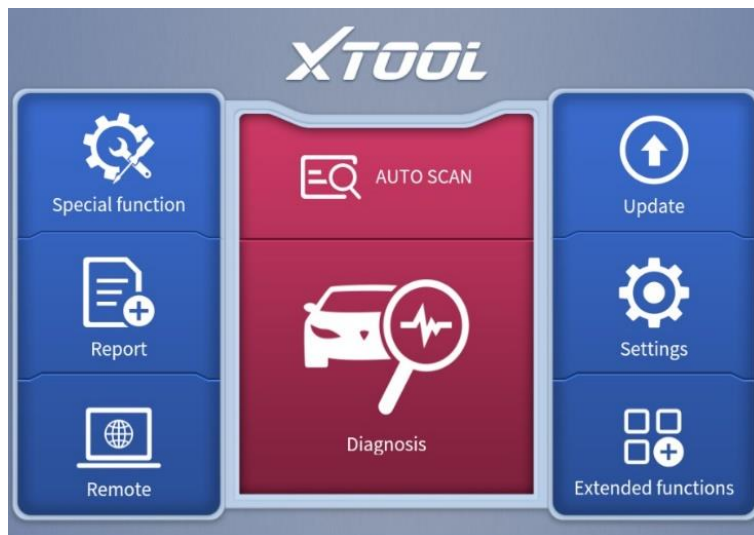 XTOOL
Special function
AUTO SCAN
Update
Report
Settings
Diagnosis
Remote
Extended functions